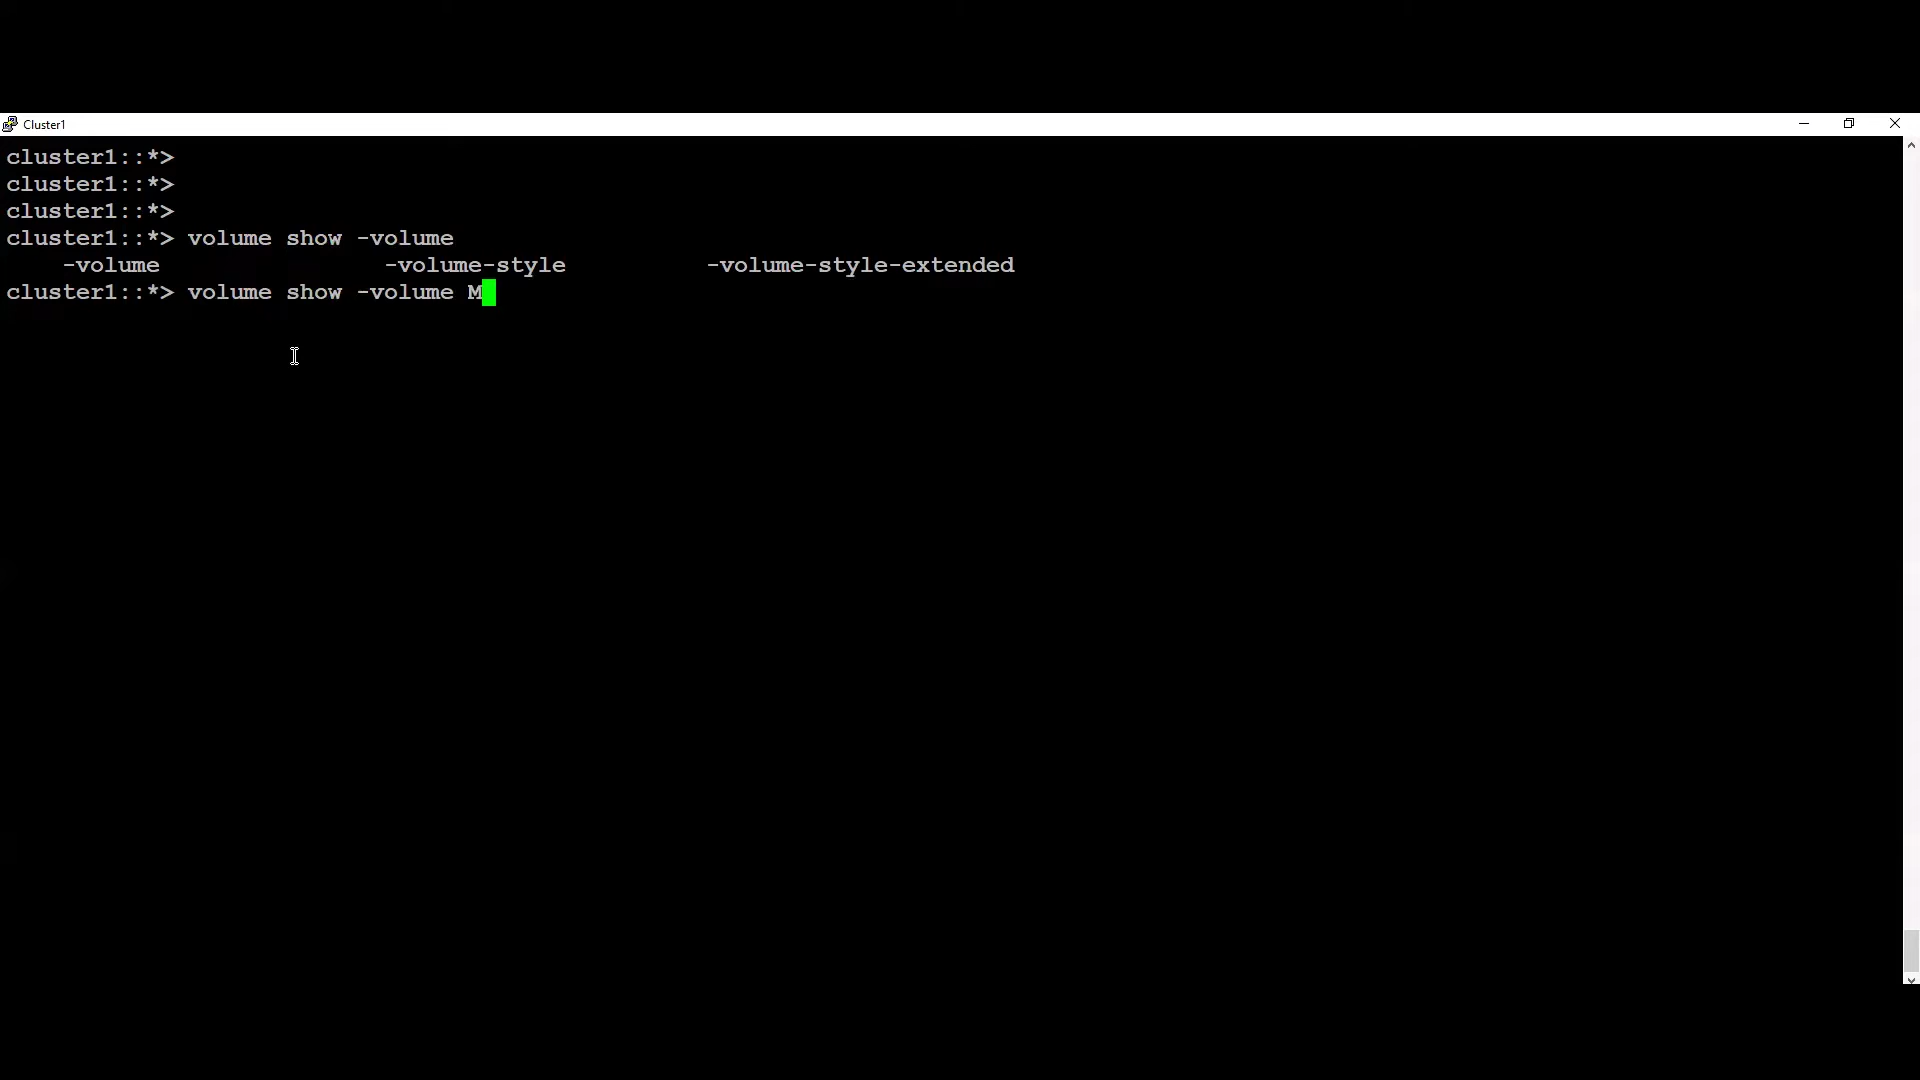 Cluster1
cluster1::*>
cluster1::*>
cluster1::*>
cluster1::*> volume show -volume
-volume -volume-style -volume-style-extended
cluster1::*> volume show -volume M